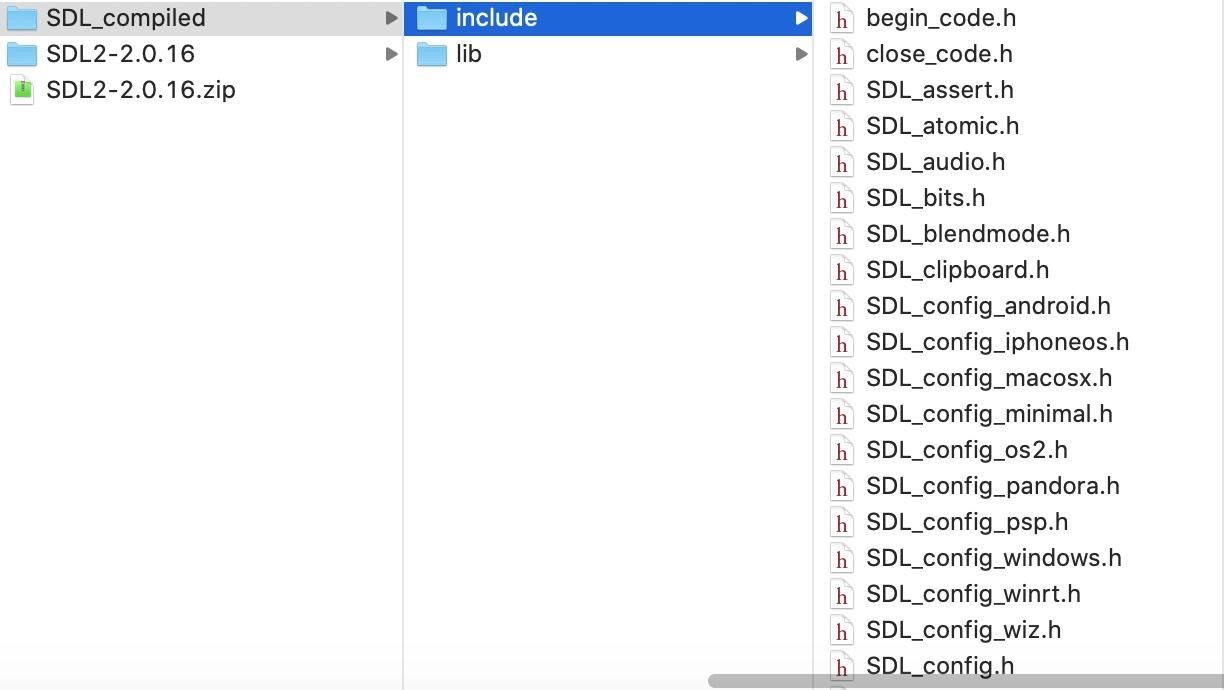 SDL_compiled
SDL2-2.0.16
SDL2-2.0.16.zip
include
lib
h begin_code.h
h close_code.h
h SDL_assert.h
h SDL_atomic.h
h SDL_audio.h
h SDL_bits.h
h SDL_blendmode.h
h SDL_clipboard.h
h SDL_config_android.h
h SDL_config_iphoneos.h
h SDL_config_macosx.h
h SDL_config_minimal.h
h SDL_config_os2.h
h SDL_config_pandora.h
h SDL_config_psp.h
h SDL_config_windows.h
h SDL_config_winrt.h
h SDL_config_wiz.h
h SDL_config.h